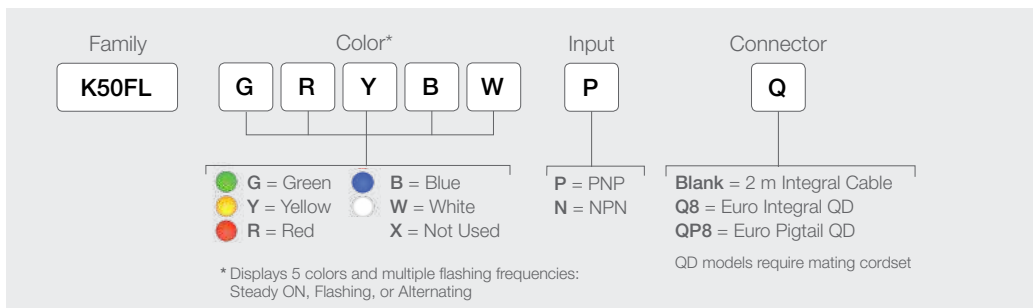 Family Color* Input Connector
K50FL G R Y B W P Q
G = Green B = Blue
Y = Yellow W = White
R = Red X = Not Used
P = PNP
N = NPN
Blank = 2 m Integral Cable
Q8 = Euro Integral QD
QP8 = Euro Pigtail QD
QD models require mating cordset
* Displays 5 colors and multiple flashing frequencies:
Steady ON, Flashing, or Alternating